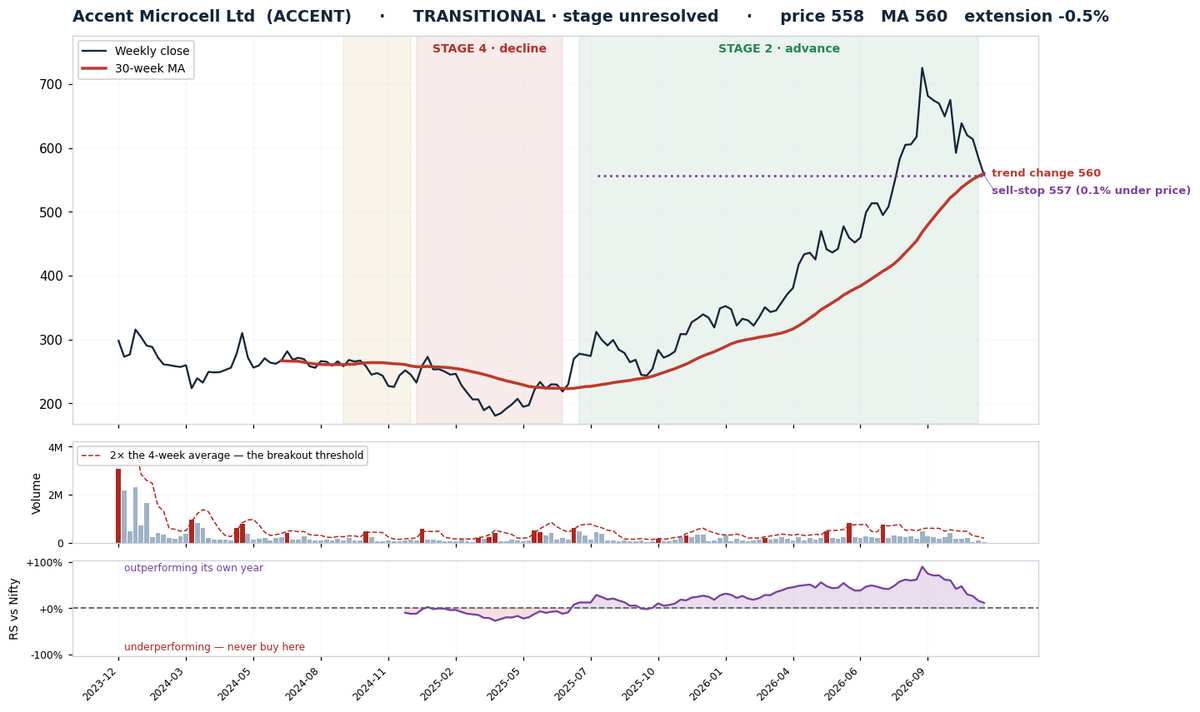 Accent Microcell Ltd (ACCENT) · TRANSITIONAL · stage unresolved · price 558 MA 560 extension -0.5%
Weekly close
30-week MA
STAGE 4 · decline
STAGE 2 · advance
700
600
500
400
300
200
trend change 560
sell-stop 557 (0.1% under price)
Volume
4M
2M
0
2× the 4-week average — the breakout threshold
RS vs Nifty
+100%
+0%
-100%
outperforming its own year
underperforming — never buy here
2023-12
2024-03
2024-05
2024-08
2024-11
2025-02
2025-05
2025-07
2025-10
2026-01
2026-04
2026-06
2026-09